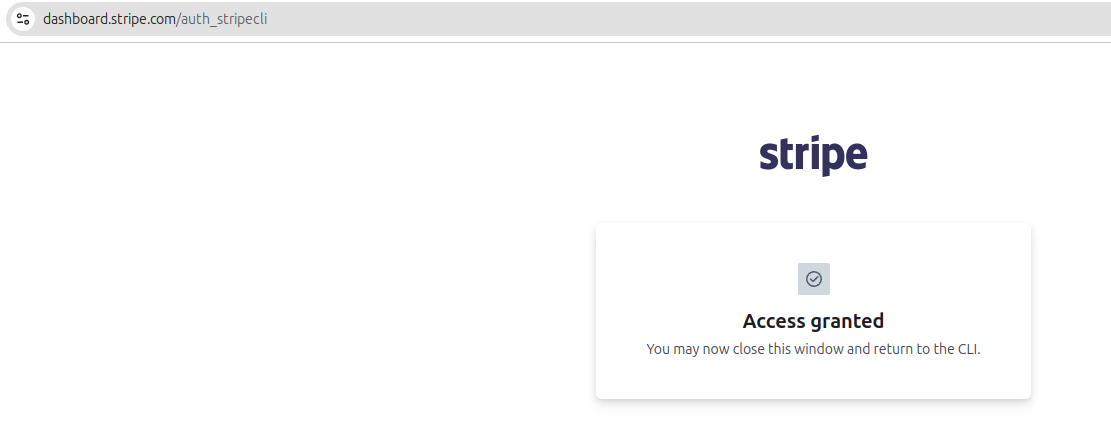 dashboard.stripe.com/auth_stripecli
stripe
Access granted
You may now close this window and return to the CLI.